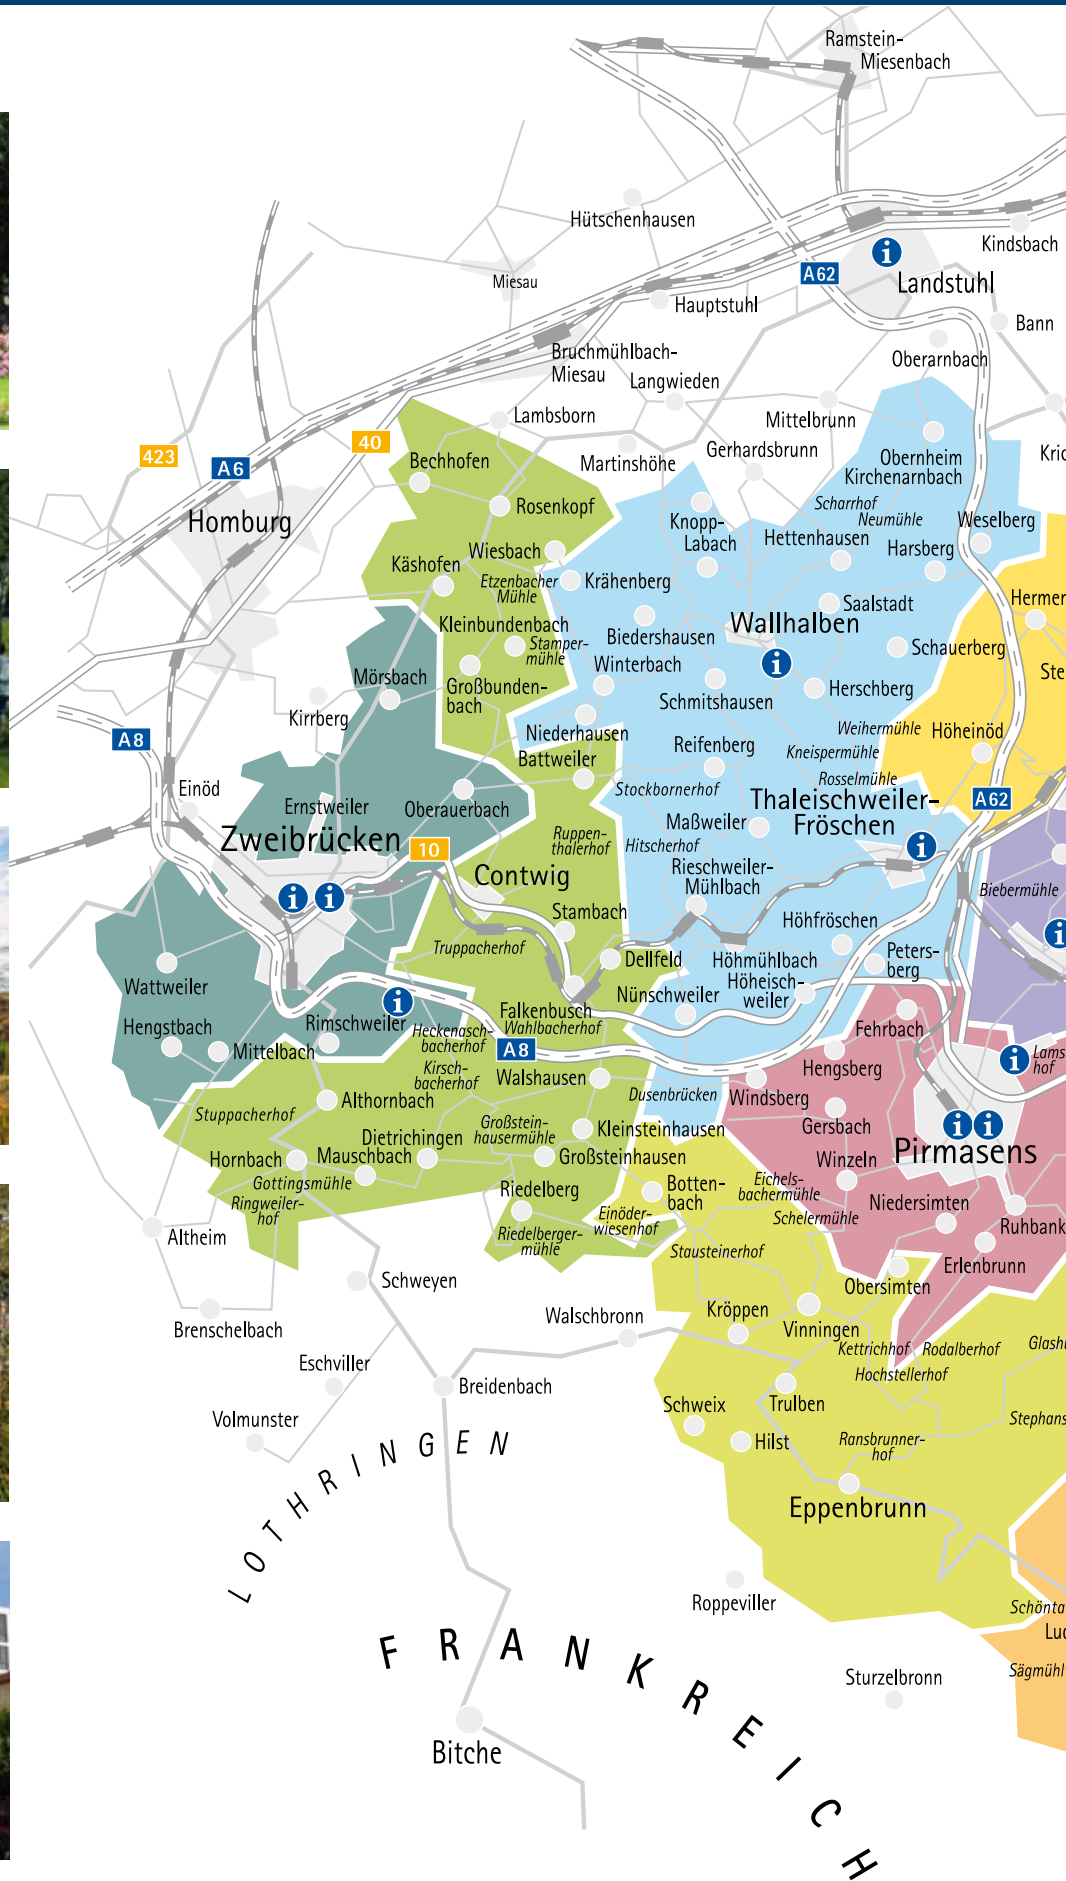 Ramstein-
Miesenbach
Hütschenhausen
Kindsbach
Miesau
A62
Landstuhl
Hauptstuhl
Bann
Bruchmühlbach-
Miesau
Oberarnbach
Langwieden
Lambsborn
Mittelbrunn
40
423
A6
Bechhofen
Martinshöhe
Gerhardsbrunn
Obernheim
Kirchenarnbach
Rosenkopf
Scharrhof
Neumühle
Homburg
Knopp-
Labach
Hettenhausen
Weselberg
Harsberg
Wiesbach
Käshofen
Etzenbacher
Mühle
Krähenberg
Saalstadt
Kleinbundenbach
Stamper-
mühle
Biedershausen
Wallhalben
Schauerberg
Winterbach
Mörsbach
Großbunden-
bach
Schmitshausen
Herschberg
Kirrberg
Niederhausen
Weihermühle
Höheinöd
A8
Reifenberg
Kneispermühle
Battweiler
Rosselmühle
Stockbornerhof
Einöd
Ernstweiler
Oberauerbach
Thaleischweiler-
Fröschen
A62
Zweibrücken
10
Ruppen-
thalerhof
Maßweiler
Hitscherhof
Contwig
Rieschweiler-
Mühlbach
Biebermühle
Stambach
Höhfröschen
Truppacherhof
Dellfeld
Höhmühlbach
Höheisch-
weiler
Peters-
berg
Wattweiler
Nünschweiler
Falkenbusch
Wahlbacherhof
Hengstbach
Rimschweiler
Heckenasch-
bacherhof
Fehrbach
Mittelbach
A8
Kirsch-
bacherhof
Walshausen
Hengsberg
Lams-
hof
Dusenbrücken
Windsberg
Stuppacherhof
Althornbach
Großstein-
hausermühle
Kleinsteinhausen
Gersbach
Pirmasens
Dietrichingen
Hornbach
Mauschbach
Großsteinhausen
Winzeln
Gottingsmühle
Ringweiler-
hof
Riedelberg
Botten-
bach
Eichels-
bachermühle
Niedersimten
Einöder-
wiesenhof
Schelermühle
Ruhbank
Altheim
Riedelberger-
mühle
Stausteinerhof
Erlenbrunn
Schweyen
Obersimten
Walschbronn
Kröppen
Brenschelbach
Vinningen
Kettrichhof
Rodalberhof
Eschviller
Hochstellerhof
Breidenbach
Trulben
Schweix
Volmunster
Hilst
Ransbrunner-
hof
LOTHRINGEN
Eppenbrunn
Roppeviller
FRANKREICH
Sturzelbronn
Bitche